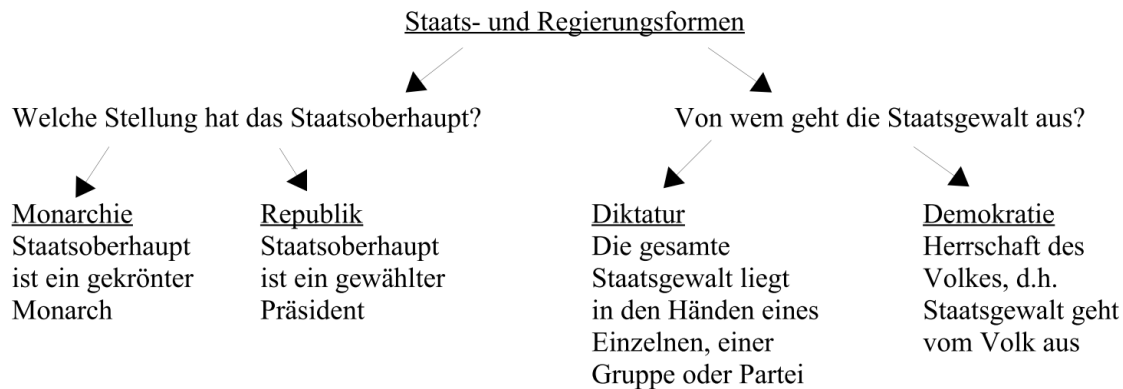 Staats- und Regierungsformen
Welche Stellung hat das Staatsoberhaupt?
Von wem geht die Staatsgewalt aus?
Monarchie
Staatsoberhaupt
ist ein gekrönter
Monarch
Republik
Staatsoberhaupt
ist ein gewählter
Präsident
Diktatur
Die gesamte
Staatsgewalt liegt
in den Händen eines
Einzelnen, einer
Gruppe oder Partei
Demokratie
Herrschaft des
Volkes, d.h.
Staatsgewalt geht
vom Volk aus